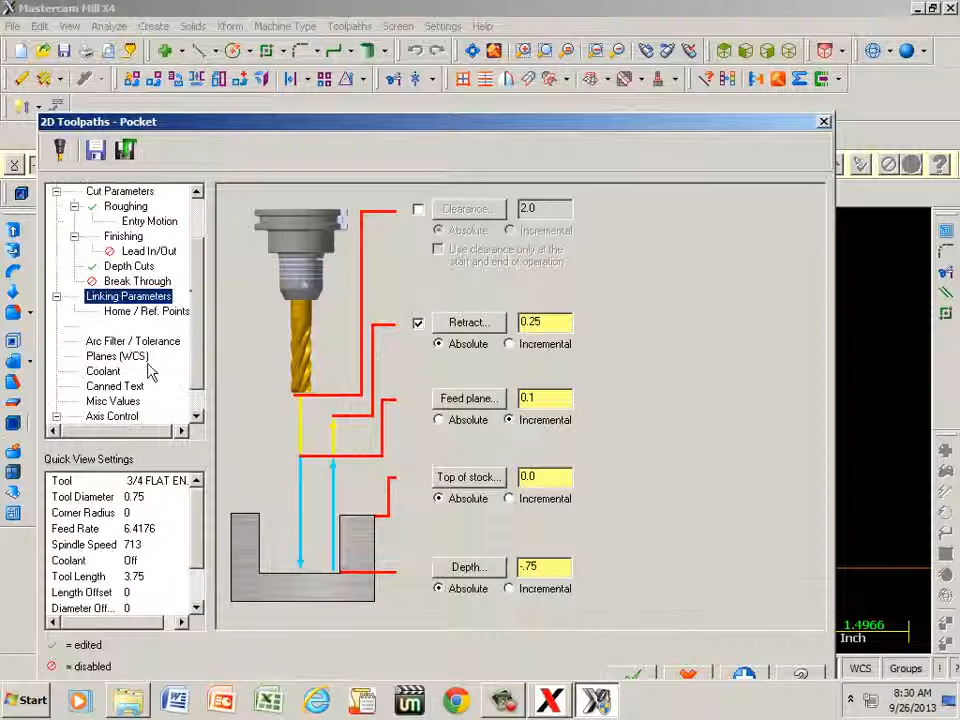 Mastercam Mill X4
File Edit View Analyze Create Solids Xform Machine Type Toolpaths Screen Settings Help
2D Toolpaths - Pocket
Cut Parameters
Roughing
Entry Motion
Finishing
Lead In/Out
Depth Cuts
Break Through
Linking Parameters
Home / Ref. Points
Arc Filter / Tolerance
Planes (WCS)
Coolant
Canned Text
Misc Values
Axis Control
Clearance... 2.0
Absolute Incremental
Use clearance only at the
start and end of operation
Retract... 0.25
Absolute Incremental
Feed plane... 0.1
Absolute Incremental
Top of stock... 0.0
Absolute Incremental
Depth... -.75
Absolute Incremental
Quick View Settings
Tool 3/4 FLAT EN.
Tool Diameter 0.75
Corner Radius 0
Feed Rate 6.4176
Spindle Speed 713
Coolant Off
Tool Length 3.75
Length Offset 0
Diameter Off... 0
= edited
= disabled
1.4966
Inch
WCS Groups
Start
8:30 AM
9/26/2013